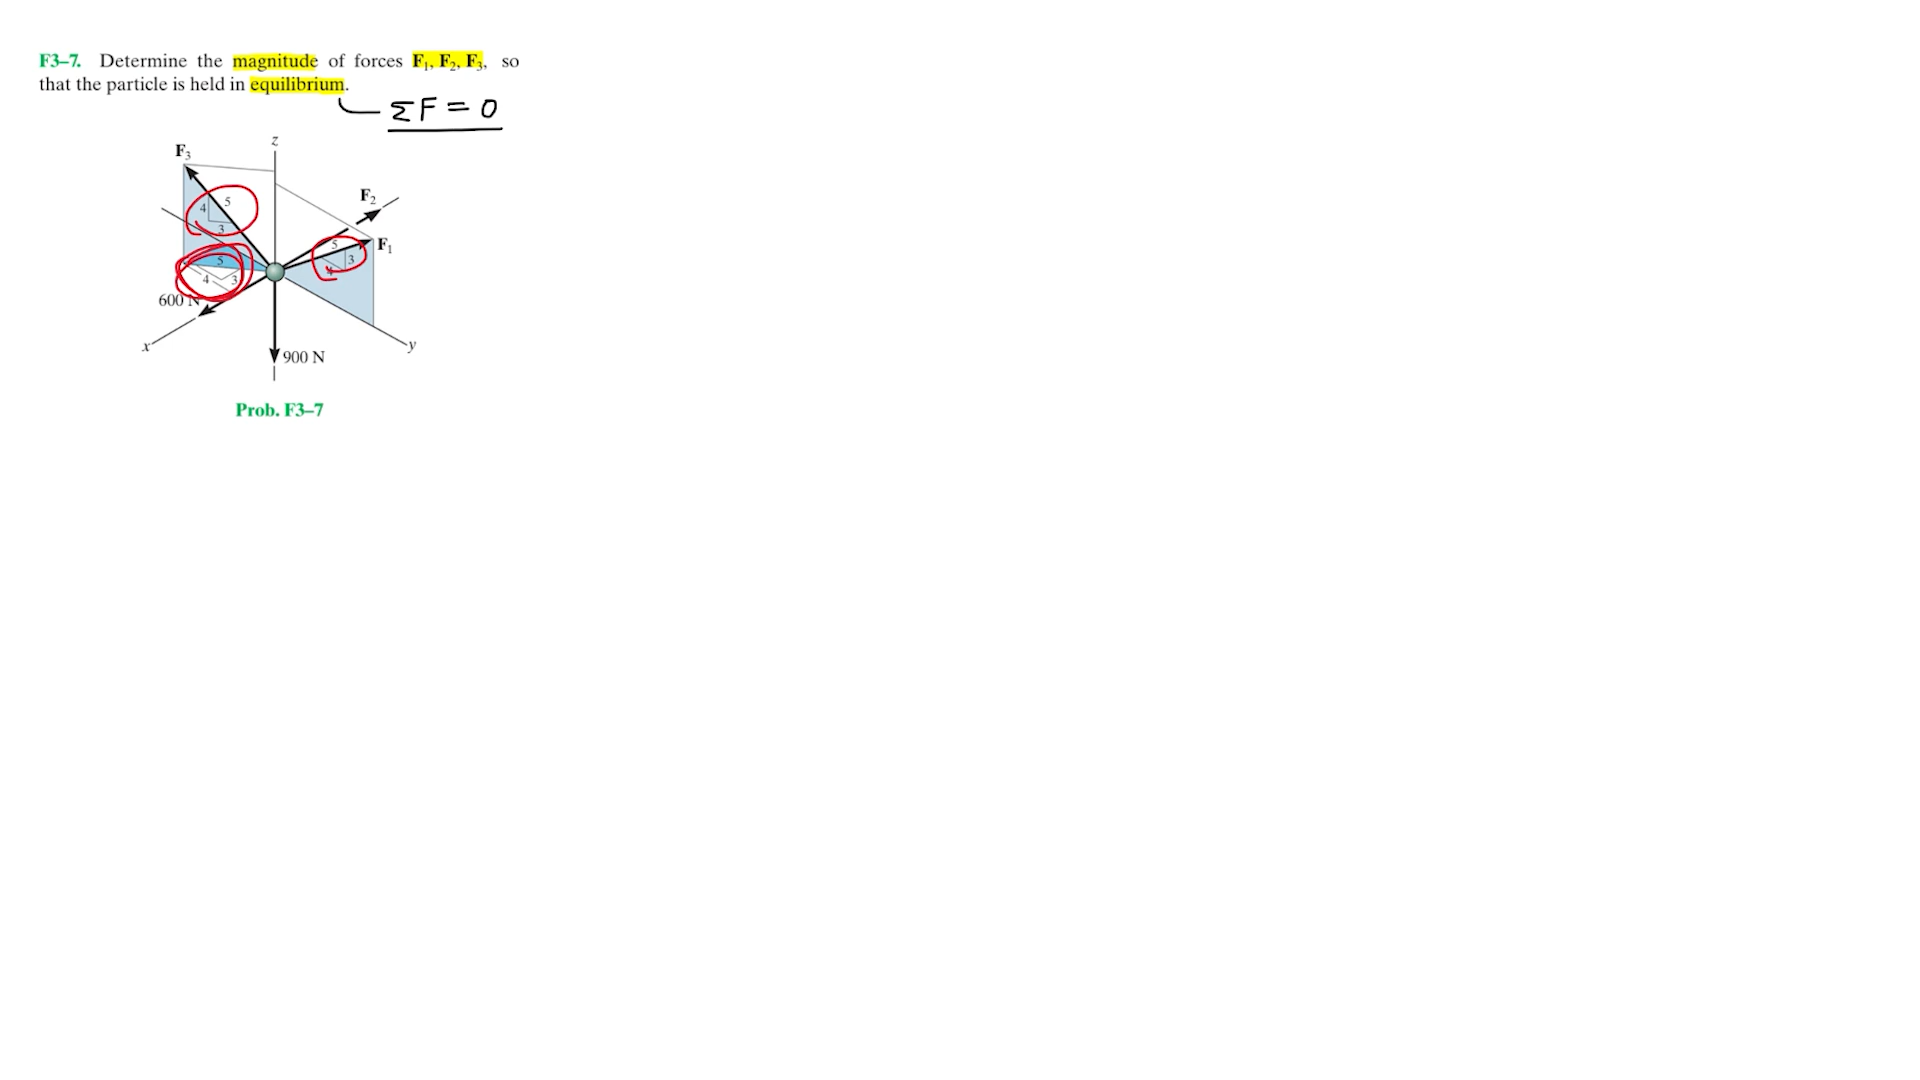 F3–7. Determine the magnitude of forces F₁, F₂, F₃, so
that the particle is held in equilibrium.
ΣF = 0
z
F₃
F₂
5
4
3
F₁
5
3
4
5
4
3
600 N
x
y
900 N
Prob. F3–7